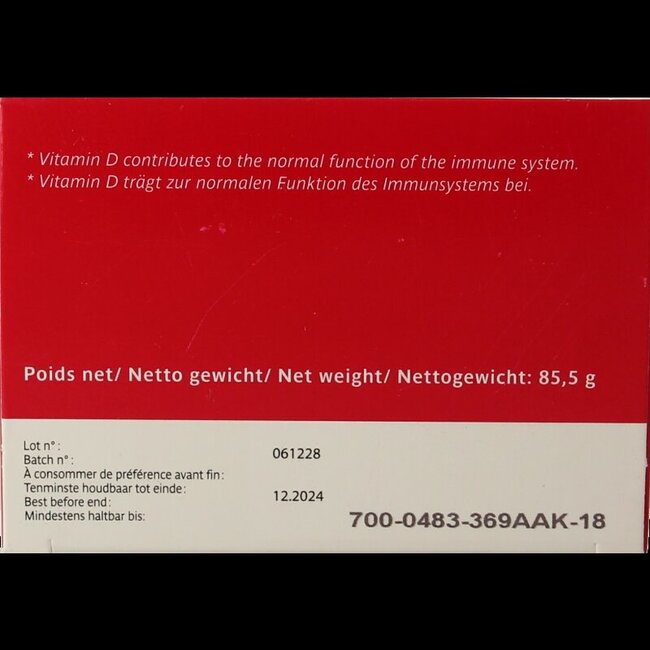 * Vitamin D contributes to the normal function of the immune system.
* Vitamin D trägt zur normalen Funktion des Immunsystems bei.
Poids net/ Netto gewicht/ Net weight/ Nettogewicht: 85,5 g
Lot n° :
Batch n° :
061228
À consommer de préférence avant fin :
Tenminste houdbaar tot einde:
Best before end:
12.2024
Mindestens haltbar bis:
700-0483-369AAK-18